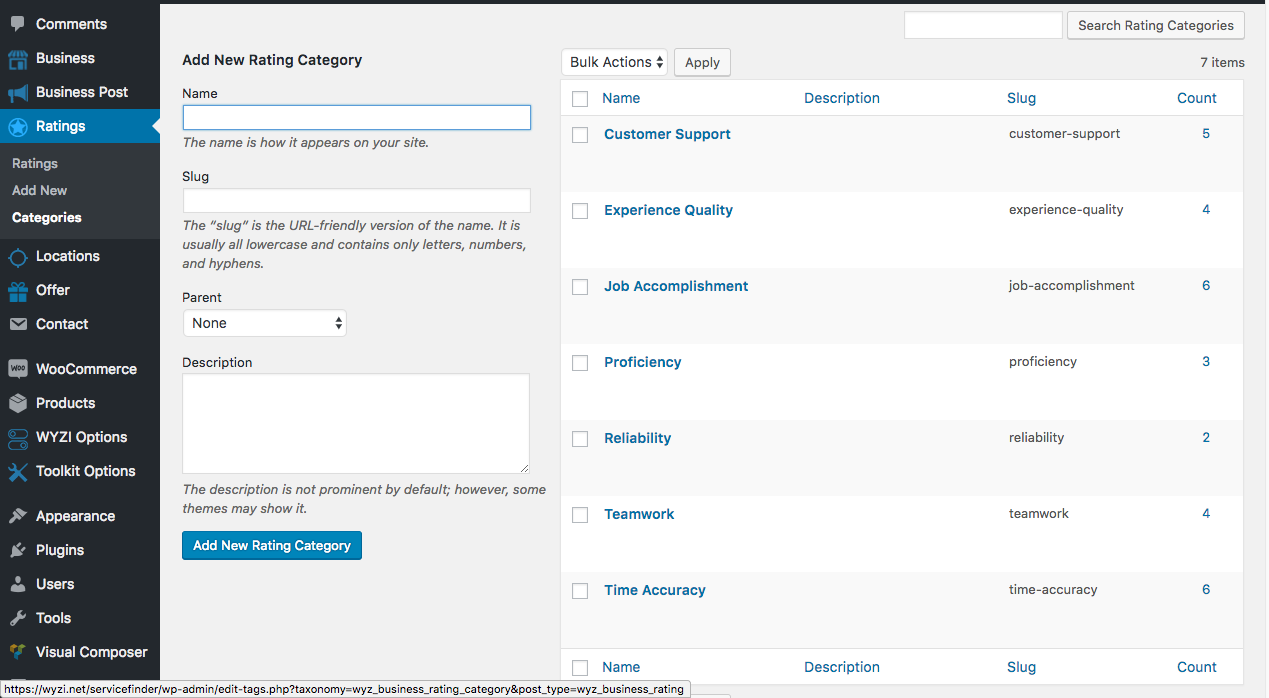 Comments
Business
Business Post
Ratings
Ratings
Add New
Categories
Locations
Offer
Contact
WooCommerce
Products
WYZI Options
Toolkit Options
Appearance
Plugins
Users
Tools
Visual Composer
Search Rating Categories
Add New Rating Category
Name
The name is how it appears on your site.
Slug
The “slug” is the URL-friendly version of the name. It is
usually all lowercase and contains only letters, numbers,
and hyphens.
Parent
None
Description
The description is not prominent by default; however, some
themes may show it.
Add New Rating Category
Bulk Actions Apply 7 items
Name Description Slug Count
Customer Support customer-support 5
Experience Quality experience-quality 4
Job Accomplishment job-accomplishment 6
Proficiency proficiency 3
Reliability reliability 2
Teamwork teamwork 4
Time Accuracy time-accuracy 6
Name Description Slug Count
https://wyzi.net/servicefinder/wp-admin/edit-tags.php?taxonomy=wyz_business_rating_category&post_type=wyz_business_rating